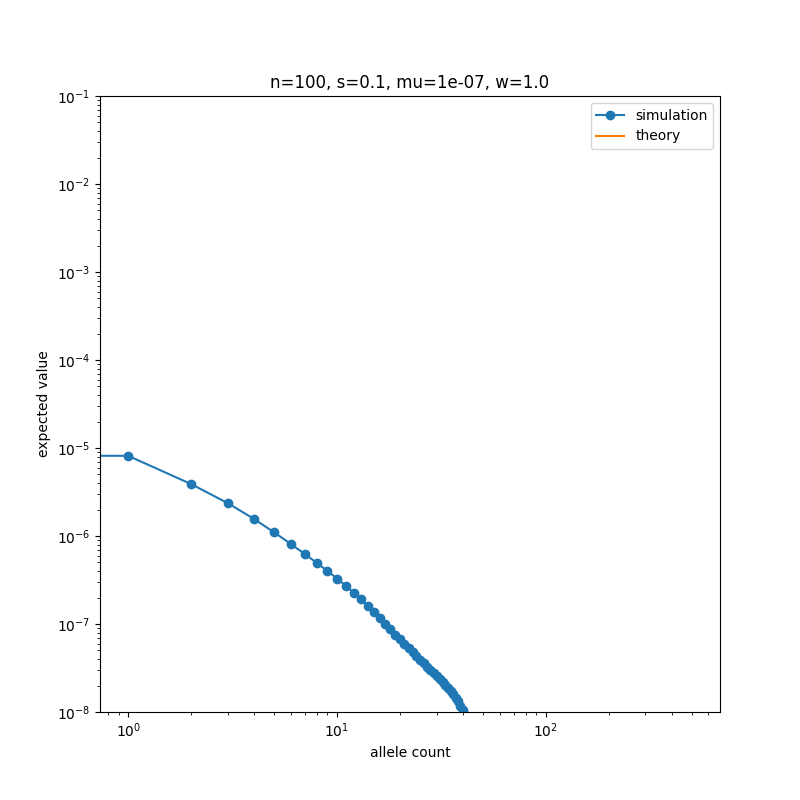 n=100, s=0.1, mu=1e-07, w=1.0
simulation
theory
10⁻¹
10⁻²
10⁻³
10⁻⁴
10⁻⁵
10⁻⁶
10⁻⁷
10⁻⁸
expected value
10⁰ 10¹ 10²
allele count